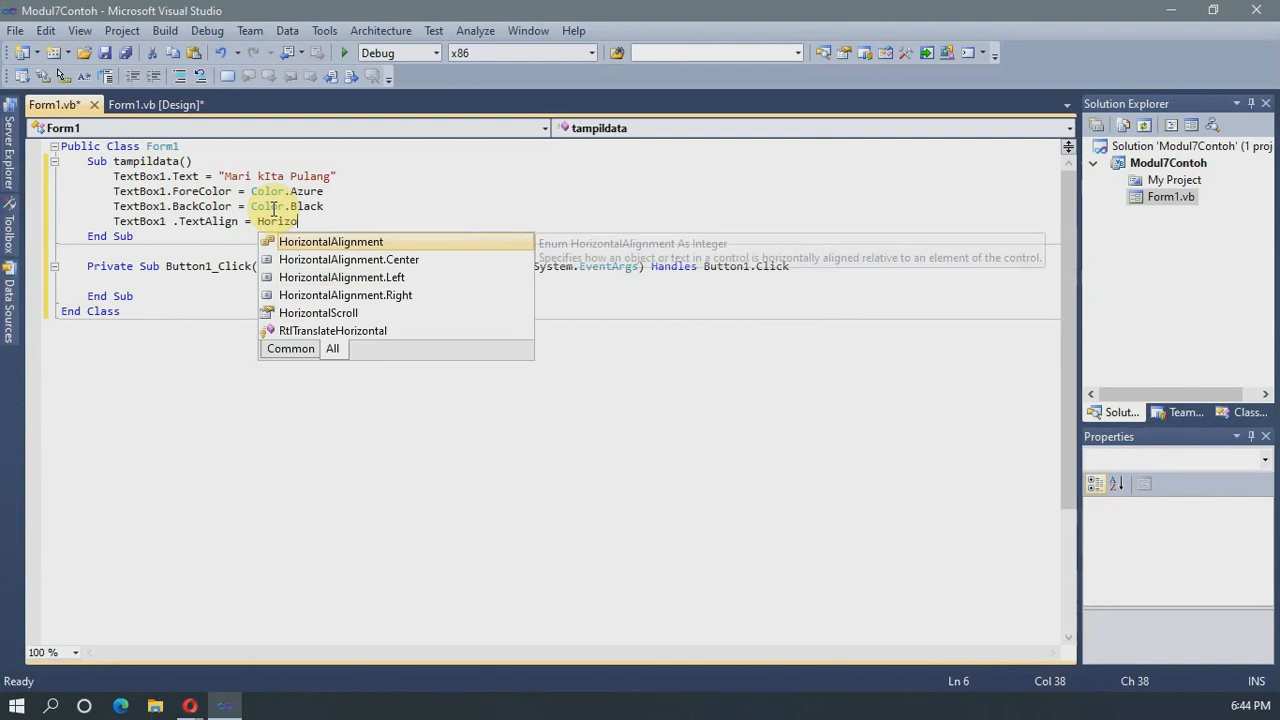 Modul7Contoh - Microsoft Visual Studio
File Edit View Project Build Debug Team Data Tools Architecture Test Analyze Window Help
Debug x86
Form1.vb* Form1.vb [Design]*
Form1 tampildata
Public Class Form1
Sub tampildata()
TextBox1.Text = "Mari kIta Pulang"
TextBox1.ForeColor = Color.Azure
TextBox1.BackColor = Color.Black
TextBox1 .TextAlign = Horizo
End Sub
HorizontalAlignment
HorizontalAlignment.Center
HorizontalAlignment.Left
HorizontalAlignment.Right
HorizontalScroll
RtlTranslateHorizontal
Common All
Enum HorizontalAlignment As Integer
Specifies how an object or text in a control is horizontally aligned relative to an element of the control.
Private Sub Button1_Click( System.EventArgs) Handles Button1.Click
End Sub
End Class
Server Explorer
Toolbox
Data Sources
Solution Explorer
Solution 'Modul7Contoh' (1 proj
Modul7Contoh
My Project
Form1.vb
Solut... Team... Class...
Properties
100 %
Ready Ln 6 Col 38 Ch 38 INS
6:44 PM